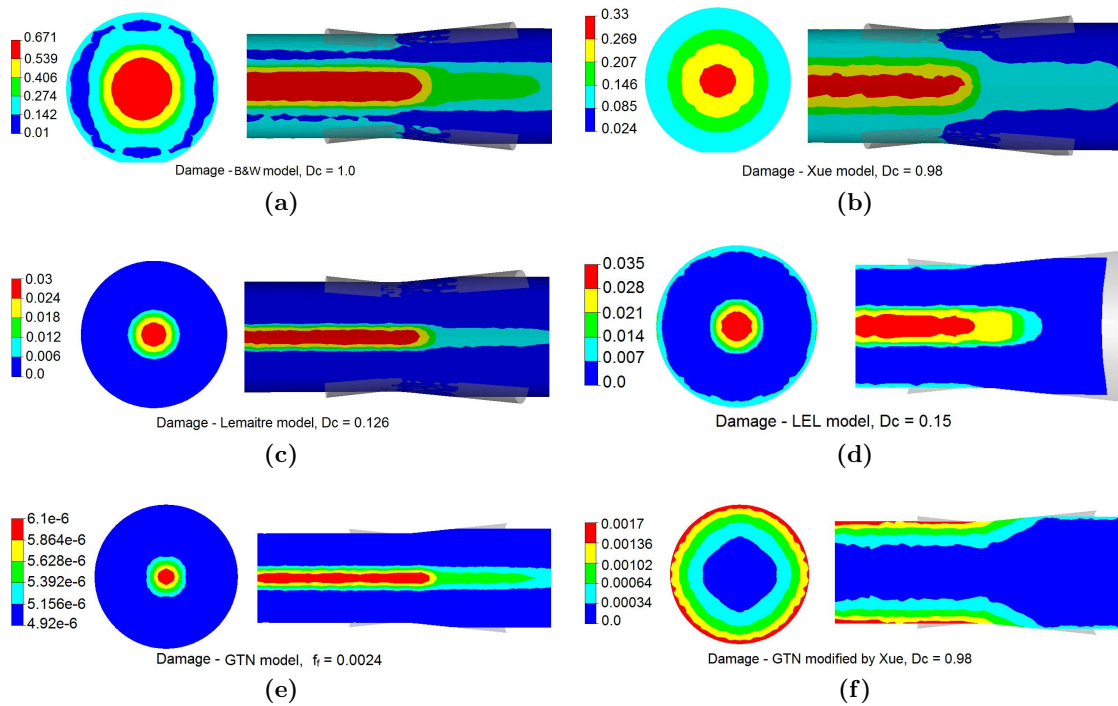 0.671
0.539
0.406
0.274
0.142
0.01
Damage - B&W model, Dc = 1.0
(a)
0.33
0.269
0.207
0.146
0.085
0.024
Damage - Xue model, Dc = 0.98
(b)
0.03
0.024
0.018
0.012
0.006
0.0
Damage - Lemaitre model, Dc = 0.126
(c)
0.035
0.028
0.021
0.014
0.007
0.0
Damage - LEL model, Dc = 0.15
(d)
6.1e-6
5.864e-6
5.628e-6
5.392e-6
5.156e-6
4.92e-6
Damage - GTN model, ff = 0.0024
(e)
0.0017
0.00136
0.00102
0.00064
0.00034
0.0
Damage - GTN modified by Xue, Dc = 0.98
(f)